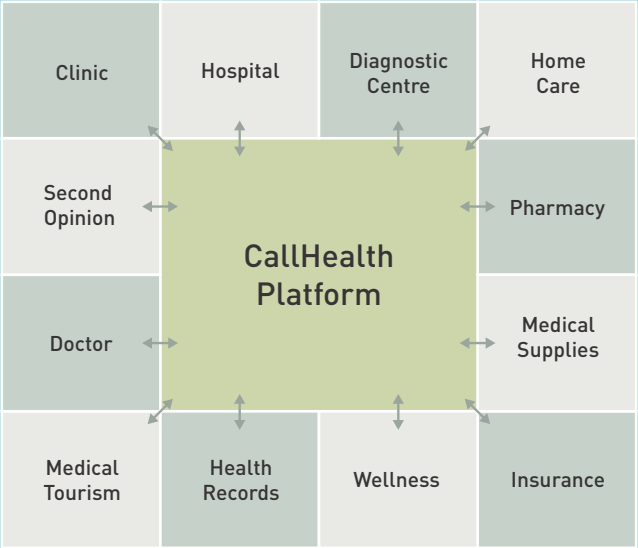 Clinic
Hospital
Diagnostic
Centre
Home
Care
Second
Opinion
CallHealth
Platform
Pharmacy
Doctor
Medical
Supplies
Medical
Tourism
Health
Records
Wellness
Insurance